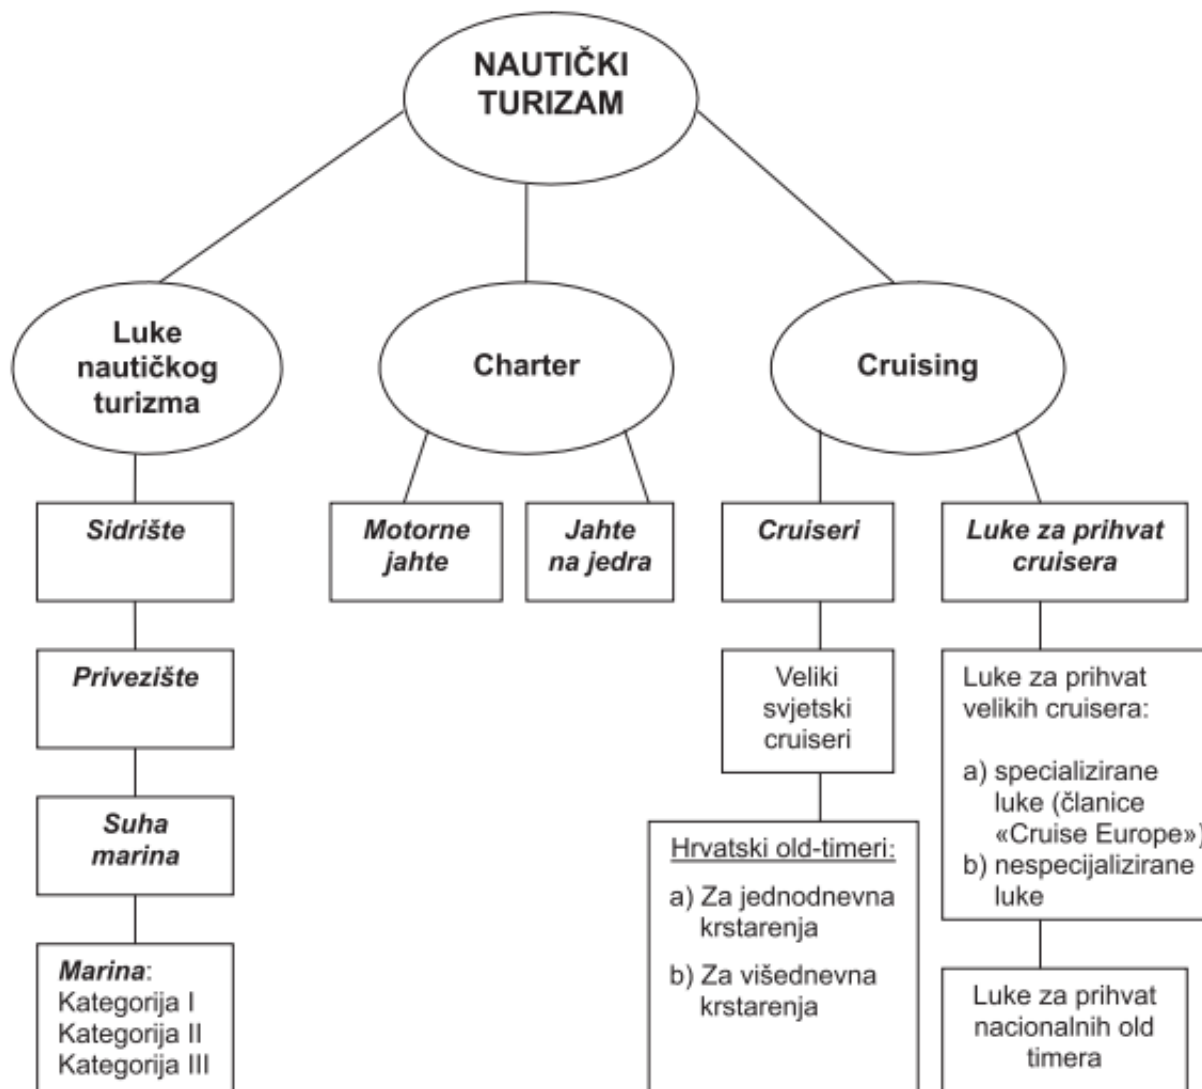 NAUTIČKI
TURIZAM
Luke
nautičkog
turizma
Charter
Cruising
Sidrište
Motorne
jahte
Jahte
na jedra
Cruiseri
Luke za prihvat
cruisera
Privezište
Veliki
svjetski
cruiseri
Luke za prihvat
velikih cruisera:
a) specializirane
luke (članice
«Cruise Europe»)
b) nespecijalizirane
luke
Suha
marina
Hrvatski old-timeri:
a) Za jednodnevna
krstarenja
b) Za višednevna
krstarenja
Marina:
Kategorija I
Kategorija II
Kategorija III
Luke za prihvat
nacionalnih old
timera